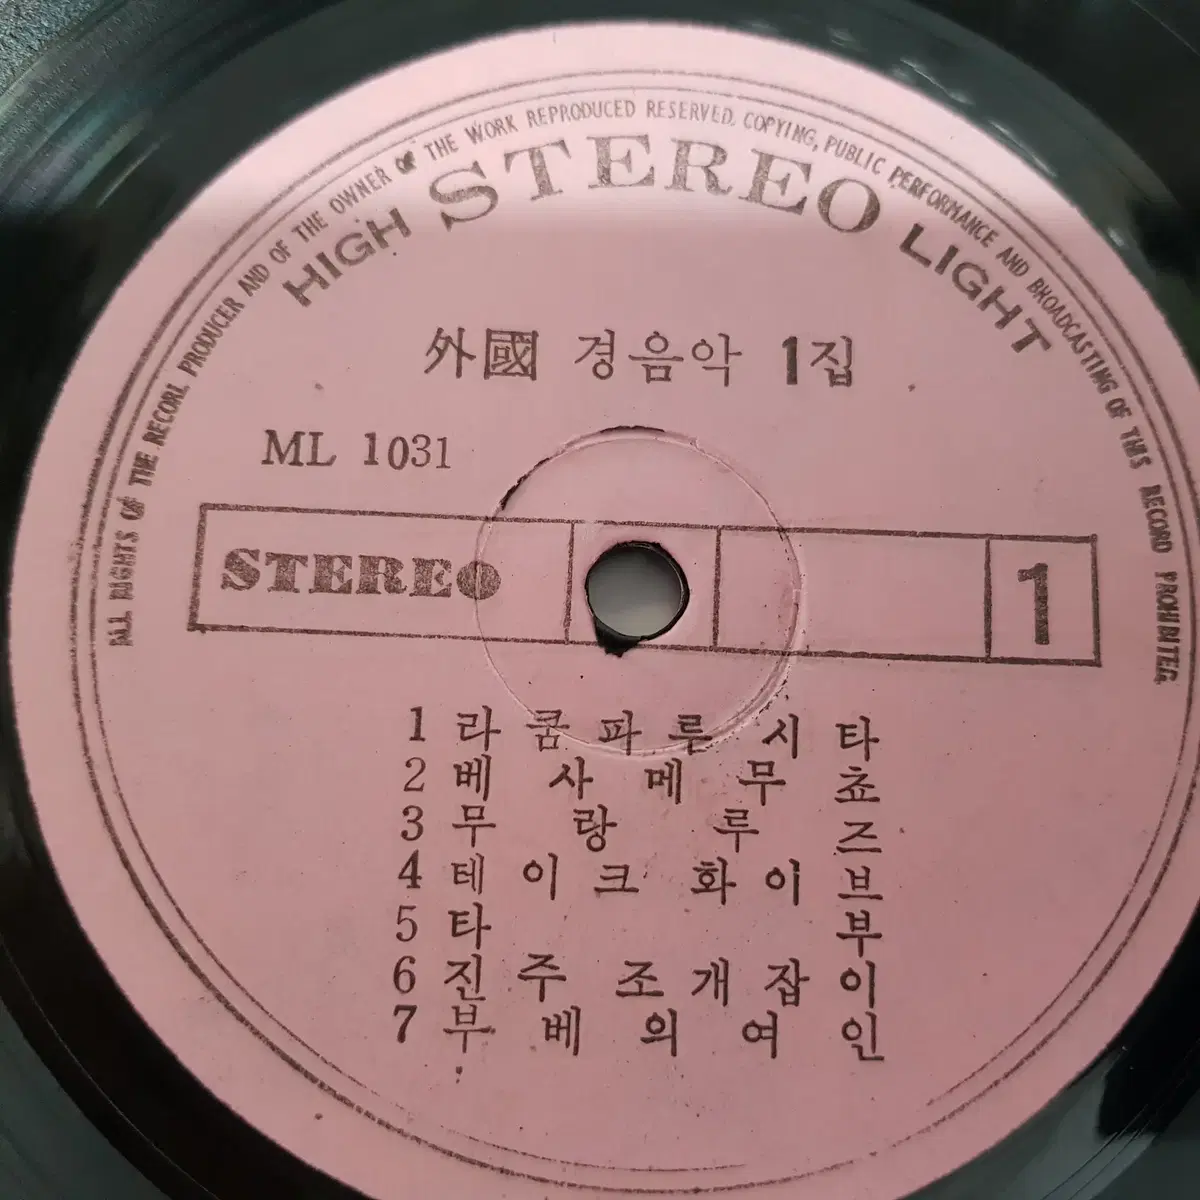 ALL RIGHTS OF THE RECORL PRODUCER AND OF THE OWNER OF THE WORK REPRODUCED RESERVED. COPYING, PUBLIC PERFORMANCE AND BROADCASTING OF THIS RECORD PROHIBITED.
HIGH STEREO LIGHT
外國 경음악 1집
ML 1031
STEREO 1
1 라쿰파루시타
2 베사메무쵸
3 무랑루즈
4 테이크화이브
5 타부
6 진주조개잡이
7 부베의여인